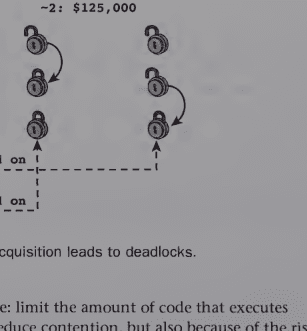 ~2: $125,000
on
on
cquisition leads to deadlocks.
e: limit the amount of code that executes
educe contention, but also because of the ris